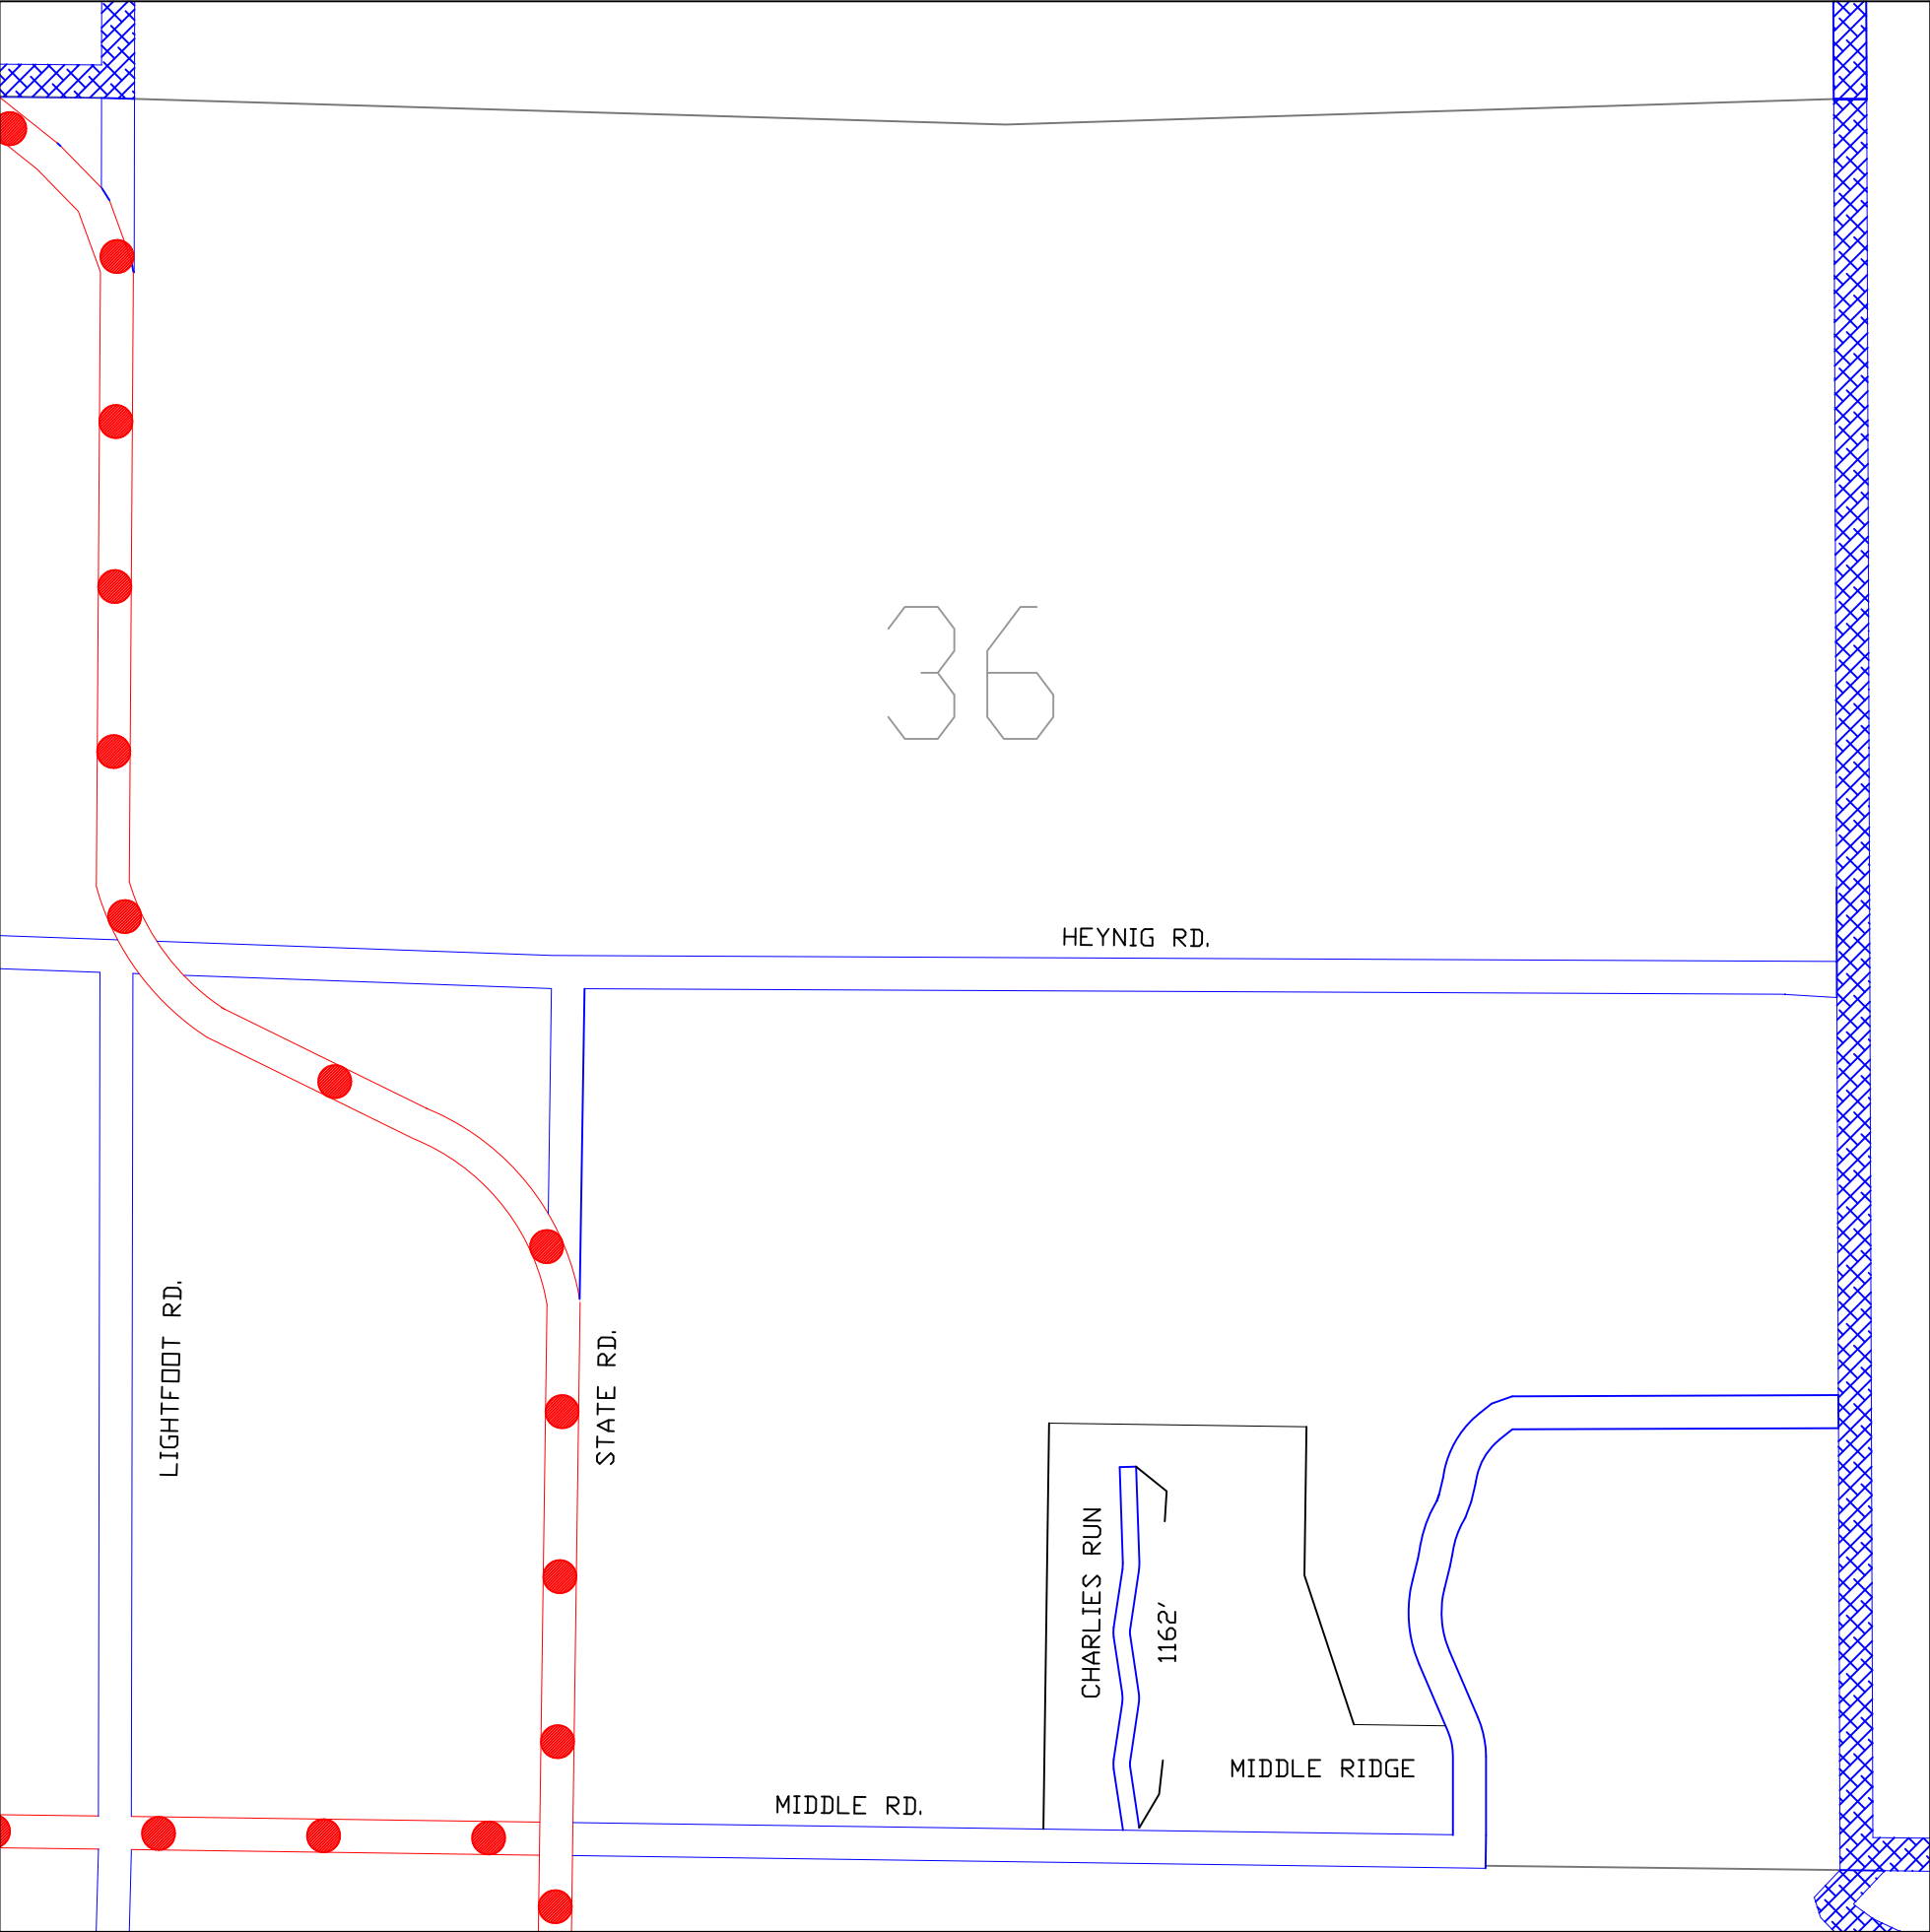 36
HEYNIG RD.
LIGHTFOOT RD.
STATE RD.
CHARLIES RUN
1162'
MIDDLE RIDGE
MIDDLE RD.